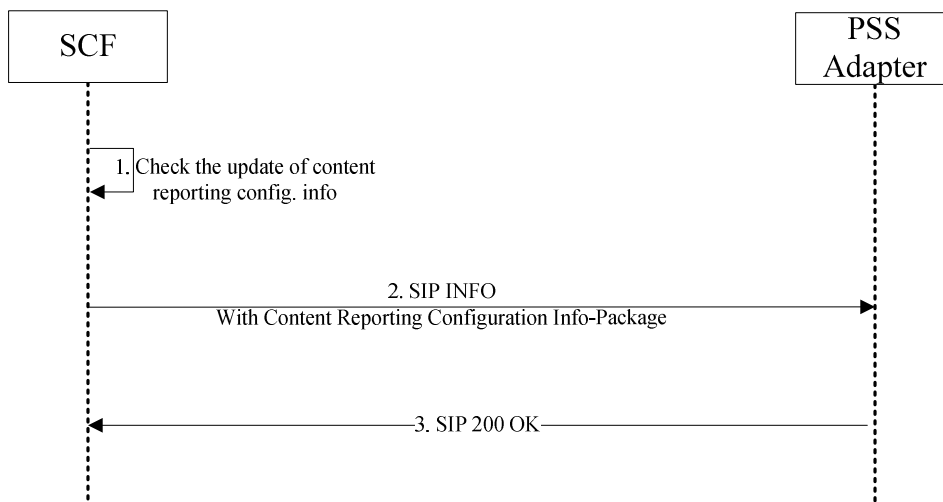 SCF
PSS
Adapter
1. Check the update of content
reporting config. info
2. SIP INFO
With Content Reporting Configuration Info-Package
3. SIP 200 OK